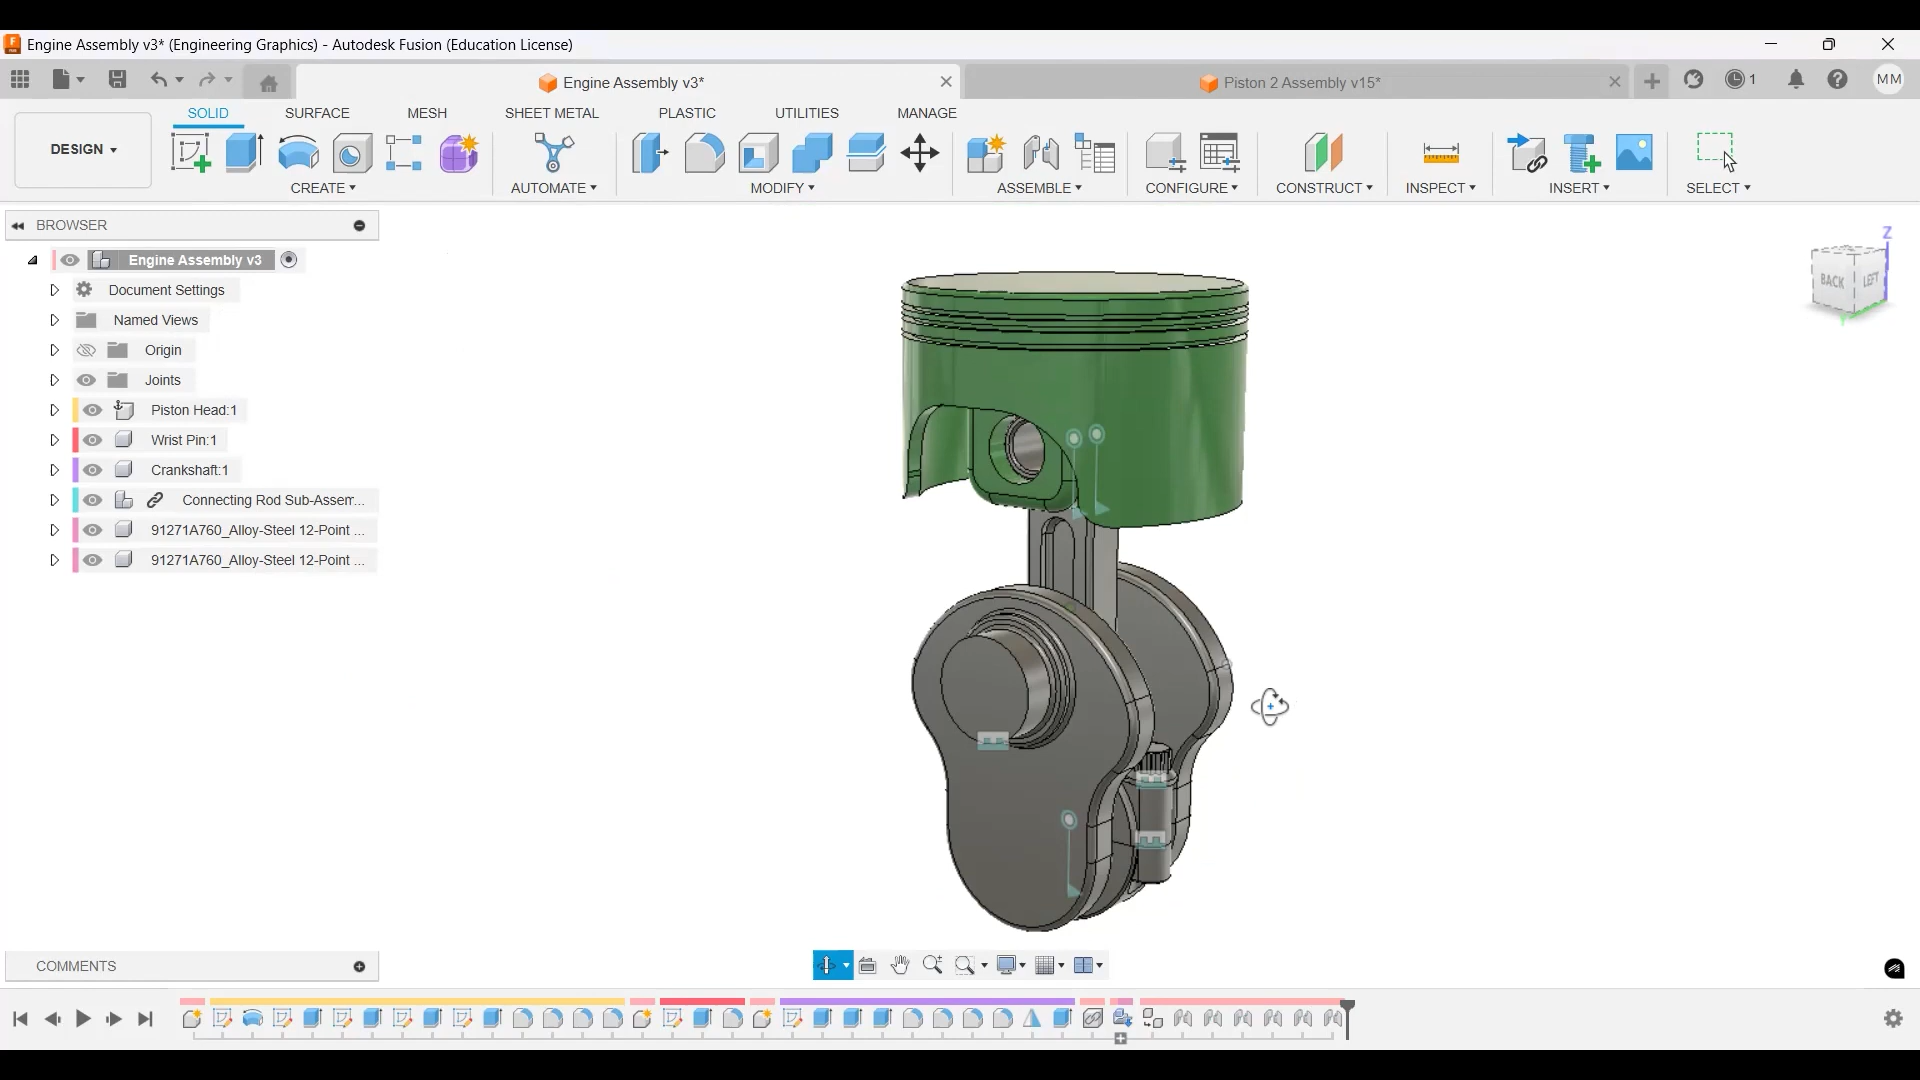 Engine Assembly v3* (Engineering Graphics) - Autodesk Fusion (Education License)
Engine Assembly v3*
Piston 2 Assembly v15*
1
MM
SOLID
SURFACE
MESH
SHEET METAL
PLASTIC
UTILITIES
MANAGE
DESIGN
CREATE
AUTOMATE
MODIFY
ASSEMBLE
CONFIGURE
CONSTRUCT
INSPECT
INSERT
SELECT
BROWSER
Engine Assembly v3
Document Settings
Named Views
Origin
Joints
Piston Head:1
Wrist Pin:1
Crankshaft:1
Connecting Rod Sub-Assem...
91271A760_Alloy-Steel 12-Point ...
91271A760_Alloy-Steel 12-Point ...
Z
BACK
LEFT
Y
COMMENTS